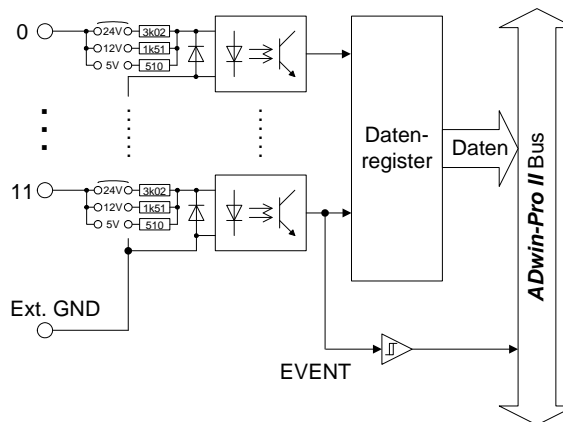 0
24V 3k02
12V 1k51
5V 510
Daten-
register
Daten
ADwin-Pro II Bus
11
24V 3k02
12V 1k51
5V 510
Ext. GND
EVENT